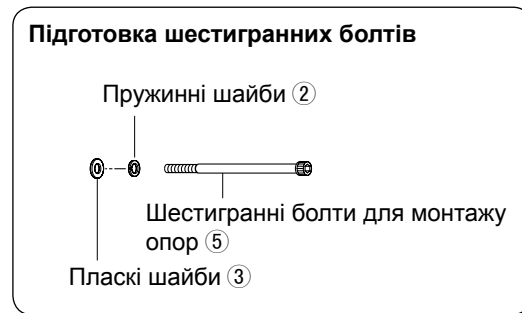 Підготовка шестигранних болтів
Пружинні шайби ②
Шестигранні болти для монтажу
опор ⑤
Пласкі шайби ③